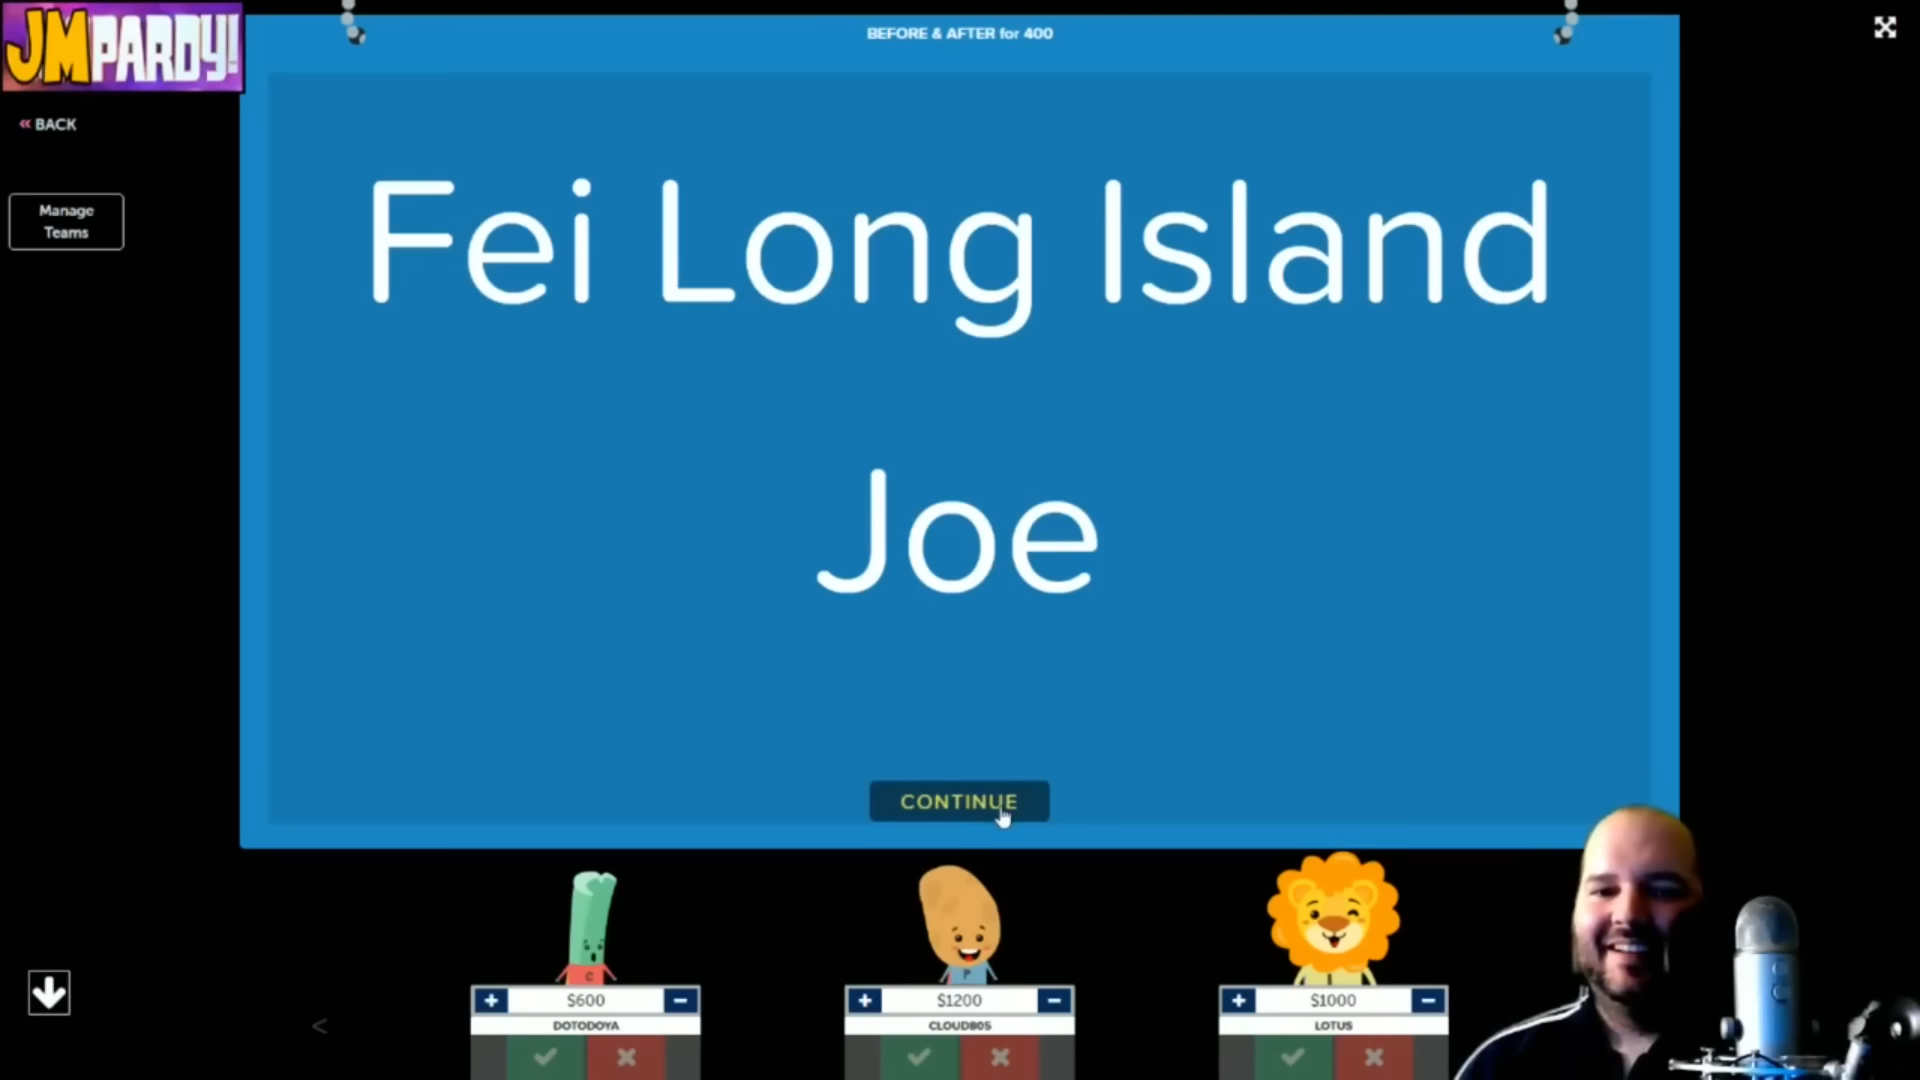 JMPARDY!
BEFORE & AFTER for 400
« BACK
Manage
Teams
Fei Long Island
Joe
CONTINUE
C
P
+ $600 −
+ $1200 −
+ $1000 −
DOTODOYA
CLOUD805
LOTUS